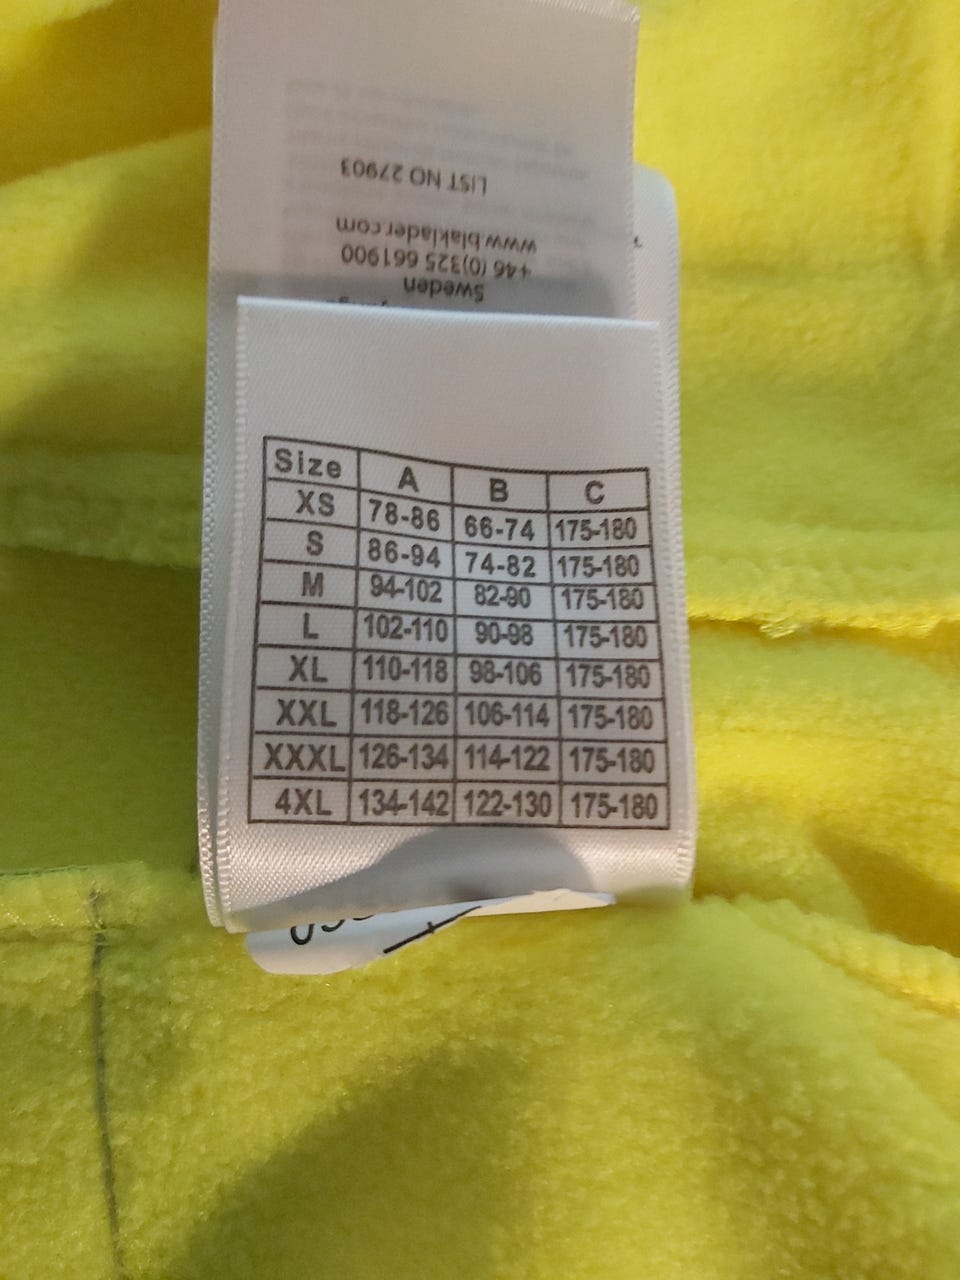 LIST NO 27903
www.blaklader.com
+46 (0)325 661900
Sweden
Size A B C
XS 78-86 66-74 175-180
S 86-94 74-82 175-180
M 94-102 82-90 175-180
L 102-110 90-98 175-180
XL 110-118 98-106 175-180
XXL 118-126 106-114 175-180
XXXL 126-134 114-122 175-180
4XL 134-142 122-130 175-180